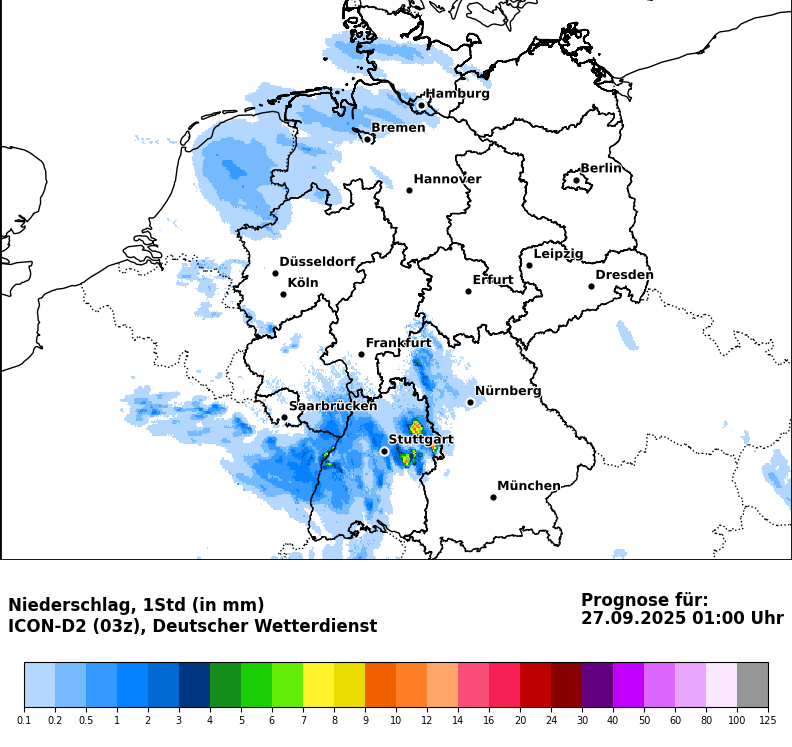 Hamburg
Bremen
Berlin
Hannover
Leipzig
Düsseldorf
Dresden
Köln
Erfurt
Frankfurt
Nürnberg
Saarbrücken
Stuttgart
München
Niederschlag, 1Std (in mm)
ICON-D2 (03z), Deutscher Wetterdienst
Prognose für:
27.09.2025 01:00 Uhr
0.1 0.2 0.5 1 2 3 4 5 6 7 8 9 10 12 14 16 20 24 30 40 50 60 80 100 125